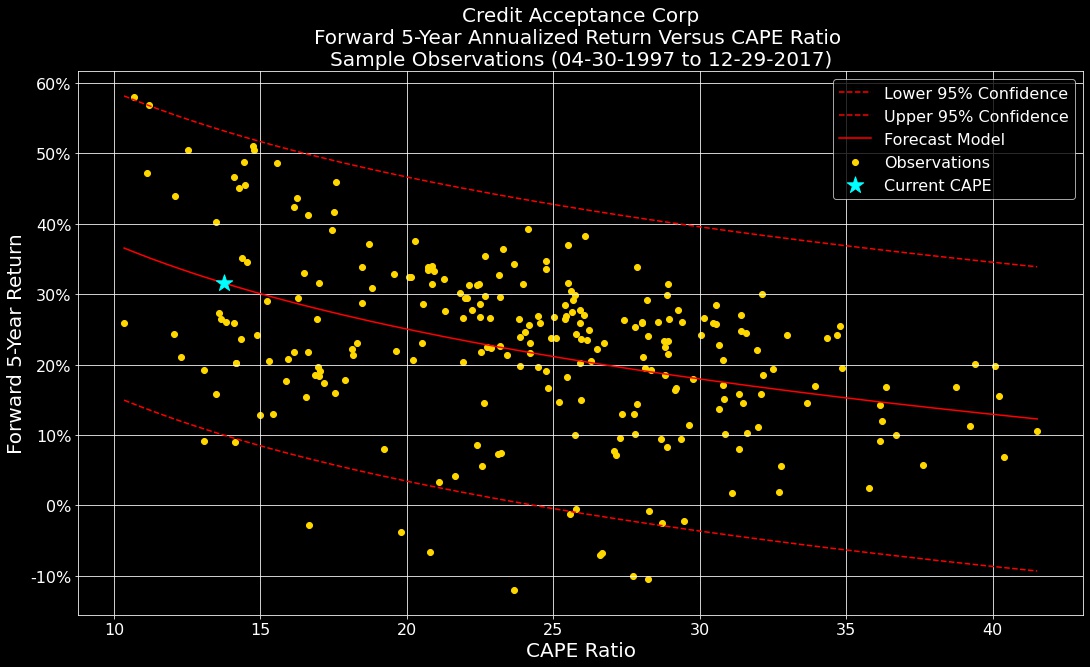 Credit Acceptance Corp
Forward 5-Year Annualized Return Versus CAPE Ratio
Sample Observations (04-30-1997 to 12-29-2017)
Lower 95% Confidence
Upper 95% Confidence
Forecast Model
Observations
Current CAPE
Forward 5-Year Return
60%
50%
40%
30%
20%
10%
0%
-10%
10 15 20 25 30 35 40
CAPE Ratio